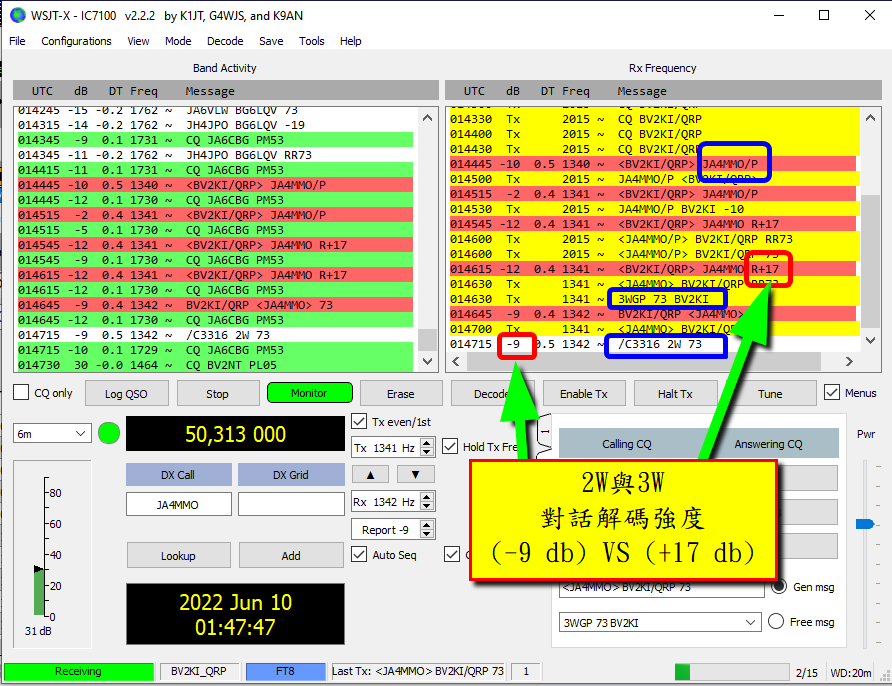 WSJT-X - IC7100 v2.2.2 by K1JT, G4WJS, and K9AN
File Configurations View Mode Decode Save Tools Help
Band Activity
UTC dB DT Freq Message
014245 -15 -0.2 1762 ~ JA6VLW BG6LQV 73
014315 -14 -0.2 1762 ~ JH4JPO BG6LQV -19
014345 -9 0.1 1731 ~ CQ JA6CBG PM53
014345 -11 -0.2 1762 ~ JH4JPO BG6LQV RR73
014415 -11 0.1 1731 ~ CQ JA6CBG PM53
014445 -10 0.5 1340 ~ <BV2KI/QRP> JA4MMO/P
014445 -12 0.1 1730 ~ CQ JA6CBG PM53
014515 -2 0.4 1341 ~ <BV2KI/QRP> JA4MMO/P
014515 -5 0.1 1730 ~ CQ JA6CBG PM53
014545 -12 0.4 1341 ~ <BV2KI/QRP> JA4MMO R+17
014545 -9 0.1 1730 ~ CQ JA6CBG PM53
014615 -12 0.4 1341 ~ <BV2KI/QRP> JA4MMO R+17
014615 -12 0.1 1730 ~ CQ JA6CBG PM53
014645 -9 0.4 1342 ~ BV2KI/QRP <JA4MMO> 73
014645 -12 0.1 1730 ~ CQ JA6CBG PM53
014715 -9 0.5 1342 ~ /C3316 2W 73
014715 -10 0.1 1729 ~ CQ JA6CBG PM53
014730 30 -0.0 1464 ~ CQ BV2NT PL05
Rx Frequency
UTC dB DT Freq Message
014330 Tx 2015 ~ CQ BV2KI/QRP
014400 Tx 2015 ~ CQ BV2KI/QRP
014430 Tx 2015 ~ CQ BV2KI/QRP
014445 -10 0.5 1340 ~ <BV2KI/QRP> JA4MMO/P
014500 Tx 2015 ~ JA4MMO/P <BV2KI/QRP>
014515 -2 0.4 1341 ~ <BV2KI/QRP> JA4MMO/P
014530 Tx 2015 ~ JA4MMO/P BV2KI -10
014545 -12 0.4 1341 ~ <BV2KI/QRP> JA4MMO R+17
014600 Tx 2015 ~ <JA4MMO/P> BV2KI/QRP RR73
014600 Tx 2015 ~ <JA4MMO/P> BV2KI/QRP 73
014615 -12 0.4 1341 ~ <BV2KI/QRP> JA4MMO R+17
014630 Tx 1341 ~ <JA4MMO> BV2KI/QRP RR73
014630 Tx 1341 ~ 3WGP 73 BV2KI
014645 -9 0.4 1342 ~ BV2KI/QRP <JA4MMO>
014700 Tx 1341 ~ <JA4MMO> BV2KI/QRP
014715 -9 0.5 1342 ~ /C3316 2W 73
CQ only Log QSO Stop Monitor Erase Decode Enable Tx Halt Tx Tune Menus
6m
50,313 000
Tx even/1st
Tx 1341 Hz
Hold Tx Fre
1
Calling CQ Answering CQ
Pwr
DX Call DX Grid
JA4MMO
Rx 1342 Hz
Report -9
Lookup Add
Auto Seq
-80
-60
-40
-20
-0
31 dB
2022 Jun 10
01:47:47
2W與3W
對話解碼強度
(-9 db) VS (+17 db)
<JA4MMO> BV2KI/QRP 73 Gen msg
3WGP 73 BV2KI Free msg
Receiving BV2KI_QRP FT8 Last Tx: <JA4MMO> BV2KI/QRP 73 1 2/15 WD:20m